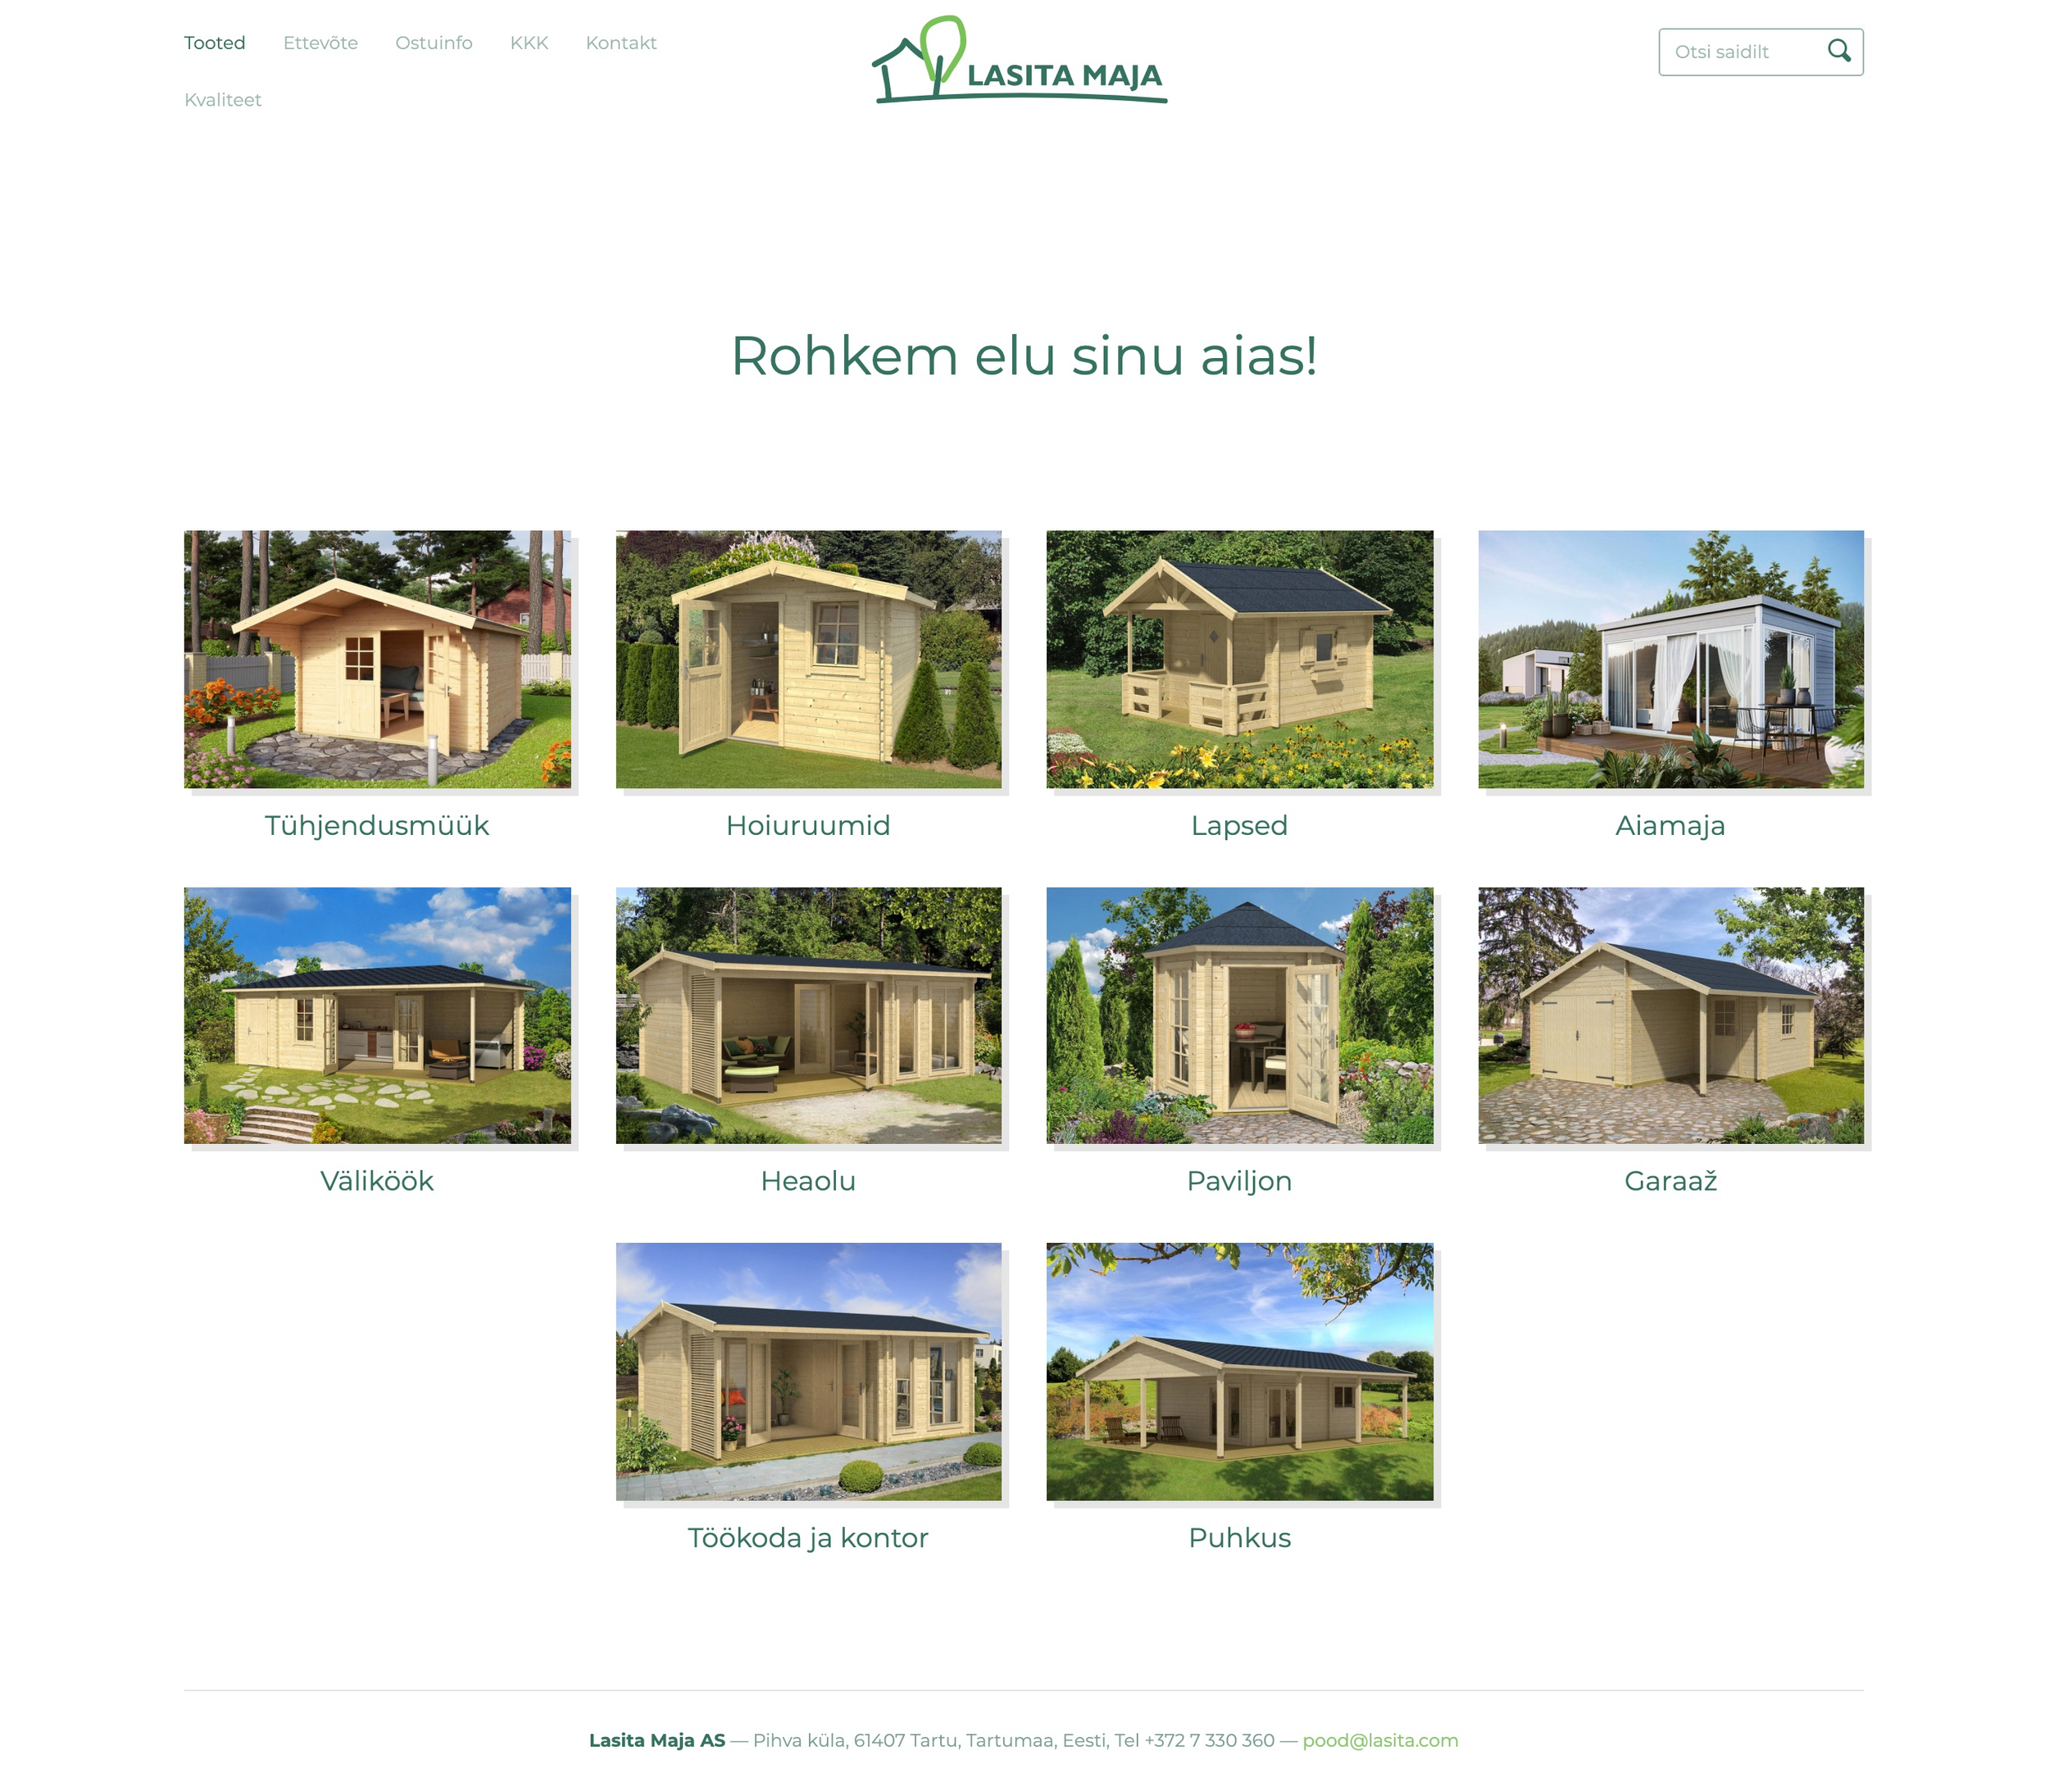 Tooted Ettevõte Ostuinfo KKK Kontakt
Kvaliteet
LASITA MAJA
Otsi saidilt
Rohkem elu sinu aias!
Tühjendusmüük
Hoiuruumid
Lapsed
Aiamaja
Väliköök
Heaolu
Paviljon
Garaaž
Töökoda ja kontor
Puhkus
Lasita Maja AS — Pihva küla, 61407 Tartu, Tartumaa, Eesti, Tel +372 7 330 360 — pood@lasita.com